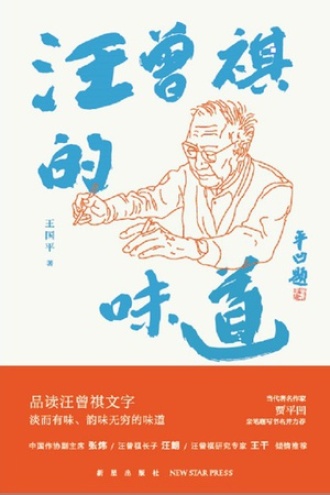 汪曾祺
的
味道
王国平 著
平凹题
品读汪曾祺文字
淡而有味、韵味无穷的味道
当代著名作家
贾平凹
亲笔题写书名并力荐
中国作协副主席 张炜 / 汪曾祺长子 汪朗 / 汪曾祺研究专家 王干 倾情推荐
新星出版社 NEW STAR PRESS